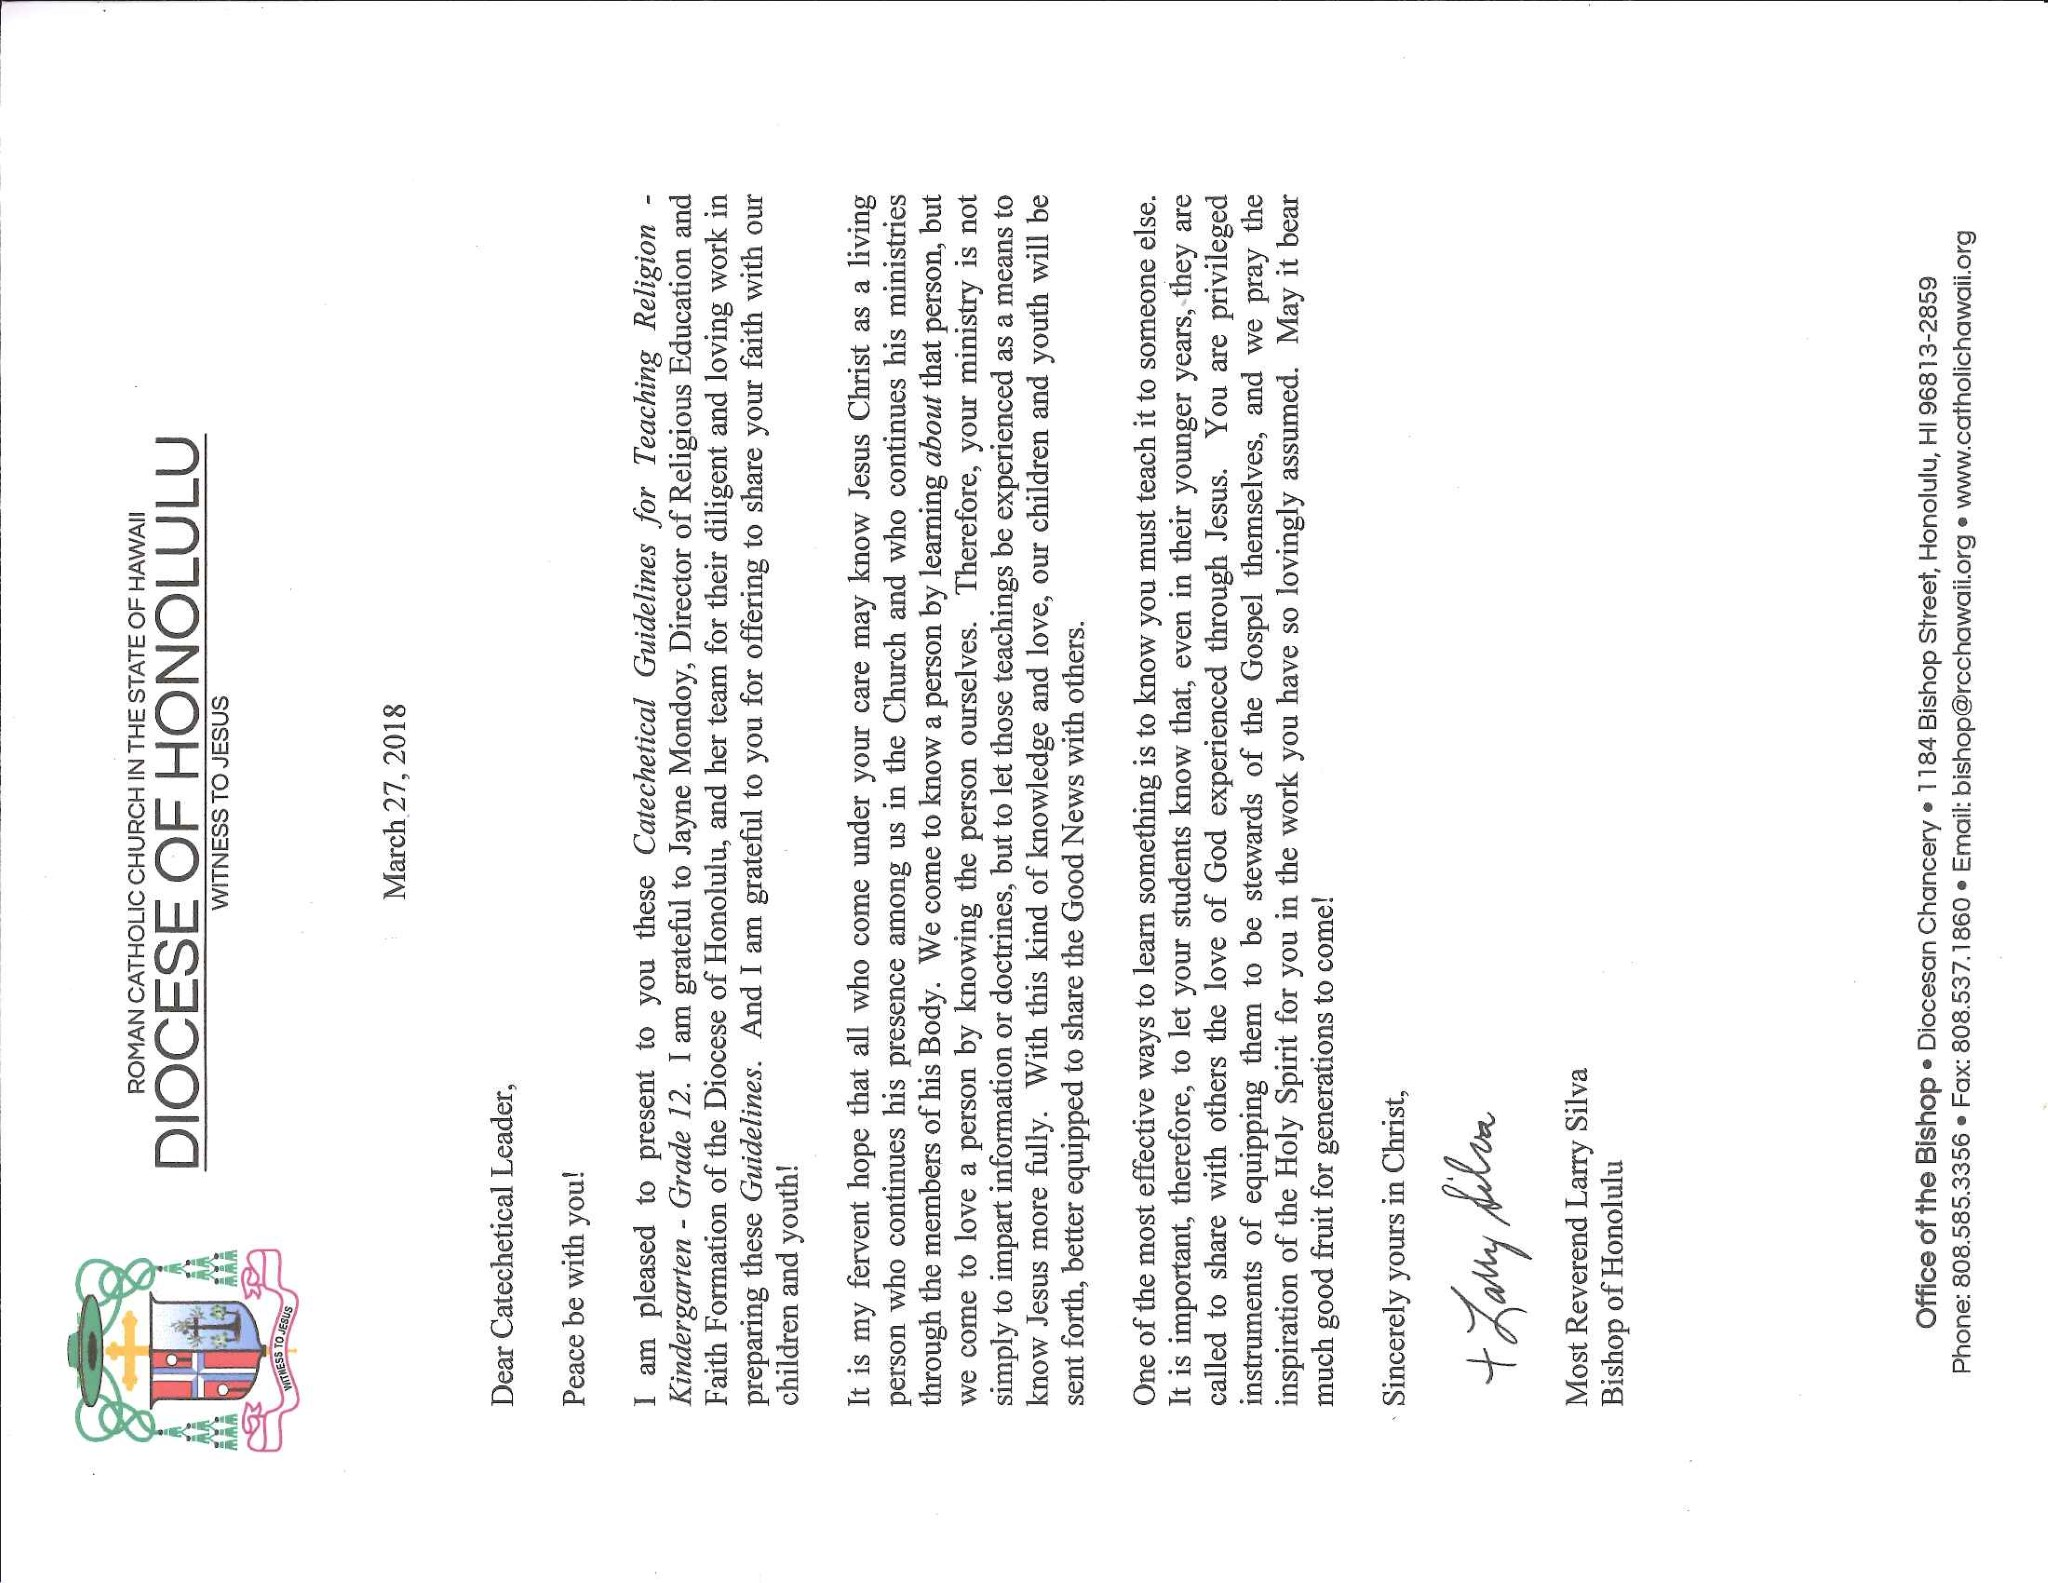 ROMAN CATHOLIC CHURCH IN THE STATE OF HAWAII
DIOCESE OF HONOLULU
WITNESS TO JESUS
WITNESS TO JESUS
March 27, 2018
Dear Catechetical Leader,
Peace be with you!
I am pleased to present to you these Catechetical Guidelines for Teaching Religion -
Kindergarten - Grade 12. I am grateful to Jayne Mondoy, Director of Religious Education and
Faith Formation of the Diocese of Honolulu, and her team for their diligent and loving work in
preparing these Guidelines. And I am grateful to you for offering to share your faith with our
children and youth!
It is my fervent hope that all who come under your care may know Jesus Christ as a living
person who continues his presence among us in the Church and who continues his ministries
through the members of his Body. We come to know a person by learning about that person, but
we come to love a person by knowing the person ourselves. Therefore, your ministry is not
simply to impart information or doctrines, but to let those teachings be experienced as a means to
know Jesus more fully. With this kind of knowledge and love, our children and youth will be
sent forth, better equipped to share the Good News with others.
One of the most effective ways to learn something is to know you must teach it to someone else.
It is important, therefore, to let your students know that, even in their younger years, they are
called to share with others the love of God experienced through Jesus. You are privileged
instruments of equipping them to be stewards of the Gospel themselves, and we pray the
inspiration of the Holy Spirit for you in the work you have so lovingly assumed. May it bear
much good fruit for generations to come!
Sincerely yours in Christ,
+ Larry Silva
Most Reverend Larry Silva
Bishop of Honolulu
Office of the Bishop • Diocesan Chancery • 1184 Bishop Street, Honolulu, HI 96813-2859
Phone: 808.585.3356 • Fax: 808.537.1860 • Email: bishop@rcchawaii.org • www.catholichawaii.org